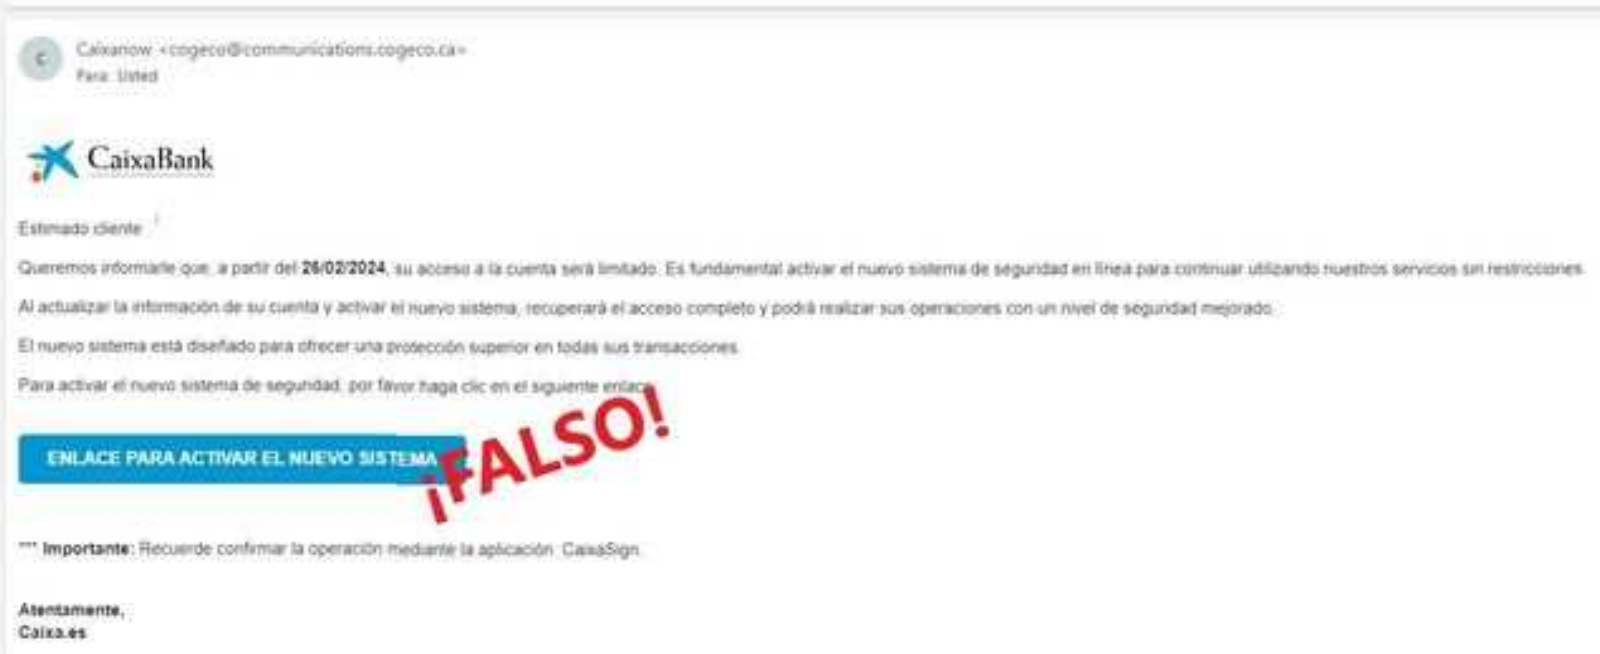 C
Caixanow <cogeco@communications.cogeco.ca>
Para: Usted
CaixaBank
Estimado cliente
Queremos informarle que, a partir del 26/02/2024, su acceso a la cuenta será limitado. Es fundamental activar el nuevo sistema de seguridad en línea para continuar utilizando nuestros servicios sin restricciones.
Al actualizar la información de su cuenta y activar el nuevo sistema, recuperará el acceso completo y podrá realizar sus operaciones con un nivel de seguridad mejorado.
El nuevo sistema está diseñado para ofrecer una protección superior en todas sus transacciones.
Para activar el nuevo sistema de seguridad, por favor haga clic en el siguiente enlace
ENLACE PARA ACTIVAR EL NUEVO SISTEMA
¡FALSO!
*** Importante: Recuerde confirmar la operación mediante la aplicación CaixaSign.
Atentamente,
Caixa.es